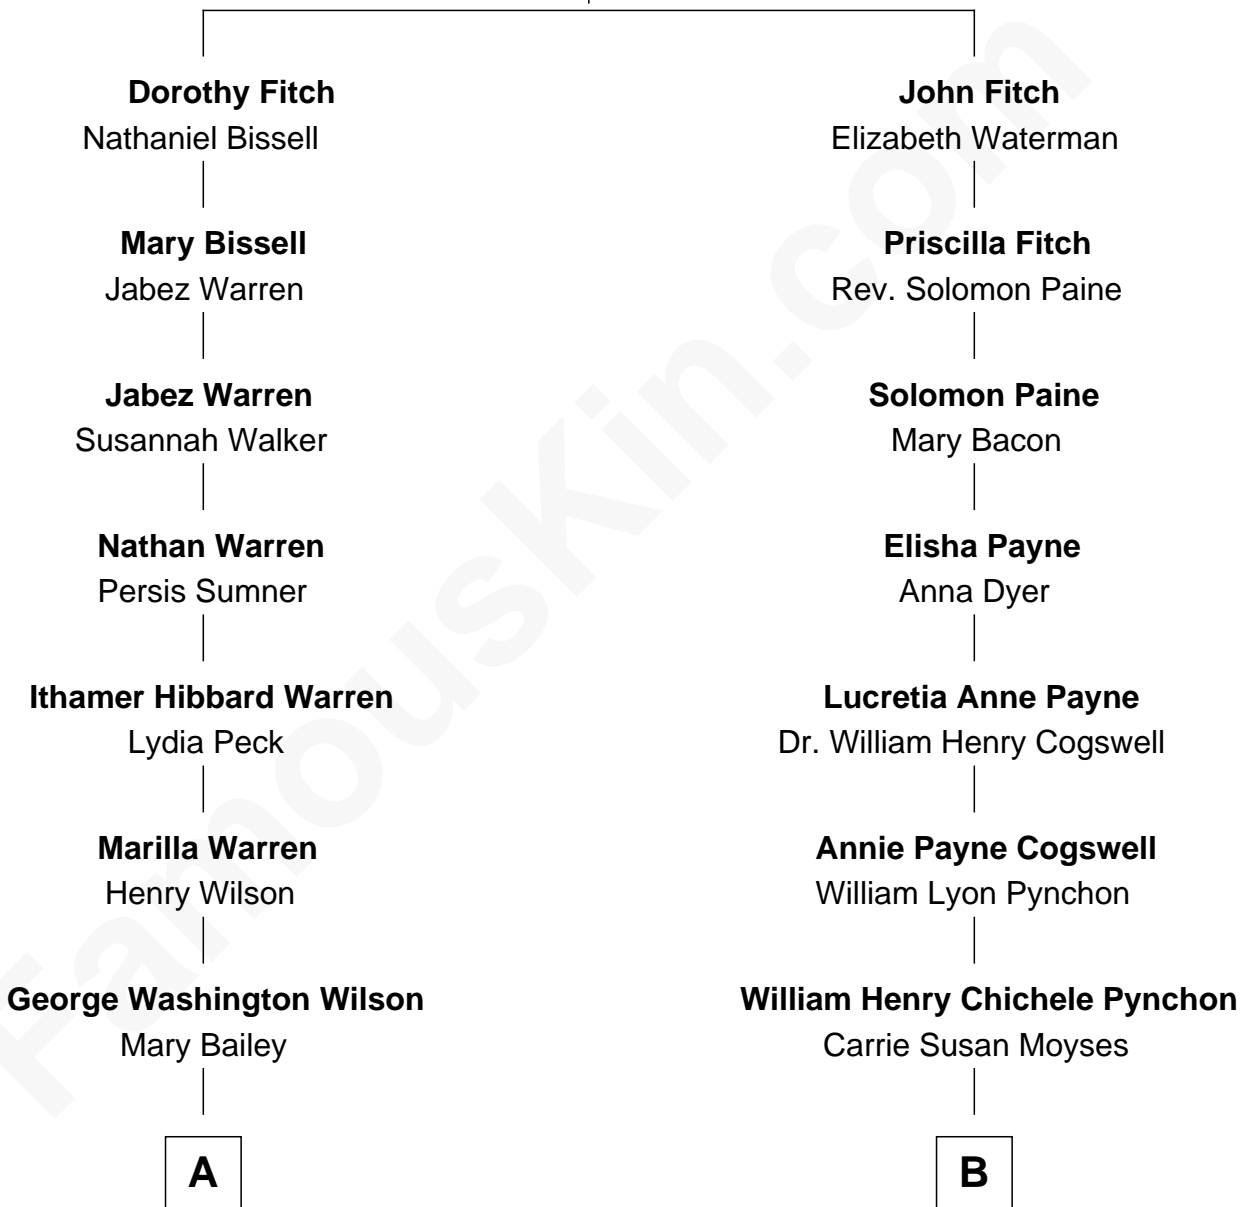 Dorothy Fitch
Nathaniel Bissell
Mary Bissell
Jabez Warren
Jabez Warren
Susannah Walker
Nathan Warren
Persis Sumner
Ithamer Hibbard Warren
Lydia Peck
Marilla Warren
Henry Wilson
George Washington Wilson
Mary Bailey
A
John Fitch
Elizabeth Waterman
Priscilla Fitch
Rev. Solomon Paine
Solomon Paine
Mary Bacon
Elisha Payne
Anna Dyer
Lucretia Anne Payne
Dr. William Henry Cogswell
Annie Payne Cogswell
William Lyon Pynchon
William Henry Chichele Pynchon
Carrie Susan Moyses
B
FamousKin.com